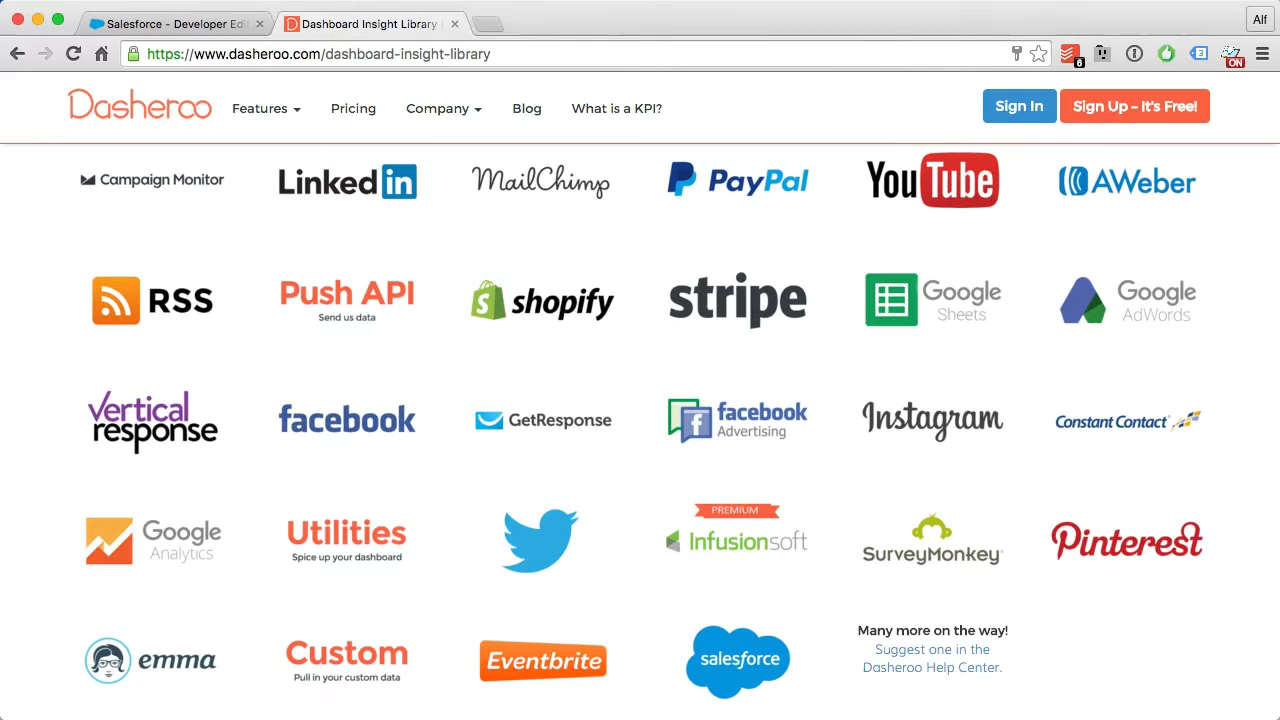 Salesforce - Developer Edi
Dashboard Insight Library
Alf
https://www.dasheroo.com/dashboard-insight-library
6
3
ON
Dasheroo
Features
Pricing
Company
Blog
What is a KPI?
Sign In
Sign Up – It's Free!
Campaign Monitor
Linked in
MailChimp
PayPal
YouTube
AWeber
RSS
Push API
Send us data
shopify
stripe
Google
Sheets
Google
AdWords
vertical
response
facebook
GetResponse
facebook
Advertising
Instagram
Constant Contact®
Google
Analytics
Utilities
Spice up your dashboard
PREMIUM
Infusionsoft
SurveyMonkey
Pinterest
emma
Custom
Pull in your custom data
Eventbrite
salesforce
Many more on the way!
Suggest one in the
Dasheroo Help Center.